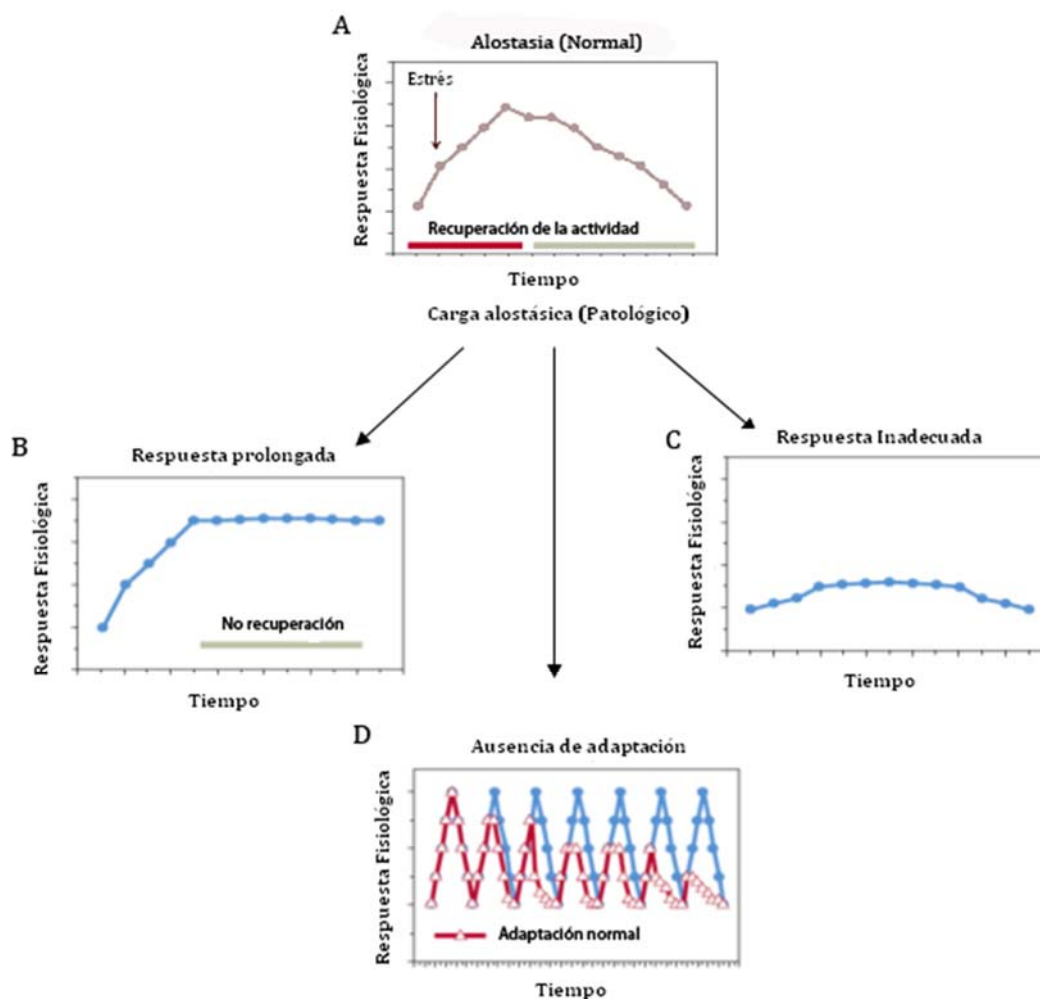 A
Alostasia (Normal)
Estrés
Respuesta Fisiológica
Recuperación de la actividad
Tiempo
Carga alostásica (Patológico)
B
Respuesta prolongada
Respuesta Fisiológica
No recuperación
Tiempo
C
Respuesta Inadecuada
Respuesta Fisiológica
Tiempo
D
Ausencia de adaptación
Respuesta Fisiológica
Adaptación normal
Tiempo